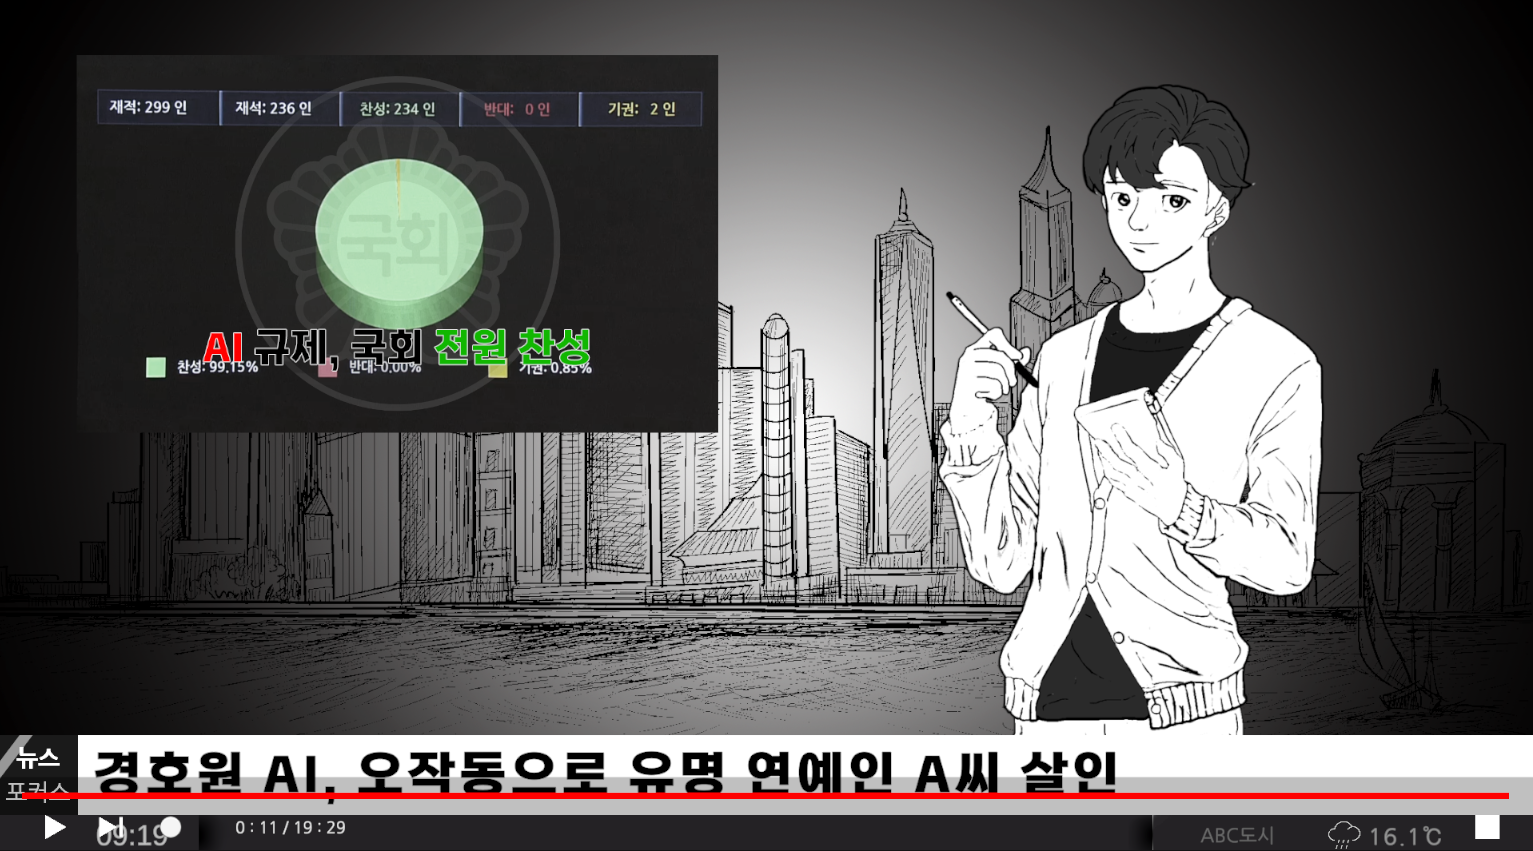 재적: 299 인 재석: 236 인 찬성: 234 인 반대: 0 인 기권: 2 인
국회
AI 규제, 국회 전원 찬성
찬성: 99.15% 반대: 0.00% 기권: 0.85%
뉴스
포커스
경호원 AI, 오작동으로 유명 연예인 A씨 살인
09:19 0:11 / 19:29 ABC도시 16.1℃